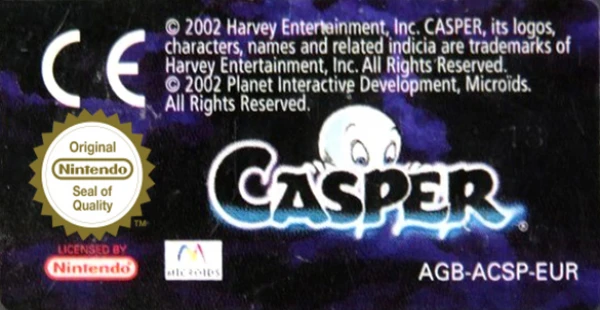 © 2002 Harvey Entertainment, Inc. CASPER, its logos,
characters, names and related indicia are trademarks of
Harvey Entertainment, Inc. All Rights Reserved.
© 2002 Planet Interactive Development, Microïds.
All Rights Reserved.
CE
Original
Nintendo
Seal of
Quality
TM
CASPER
®
LICENSED BY
Nintendo
MICROIDS
AGB-ACSP-EUR